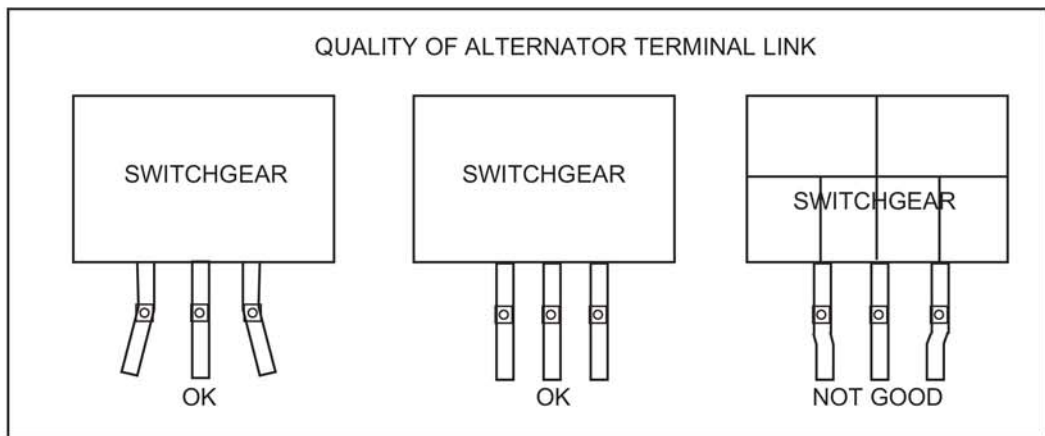 QUALITY OF ALTERNATOR TERMINAL LINK
SWITCHGEAR
SWITCHGEAR
SWITCHGEAR
OK
OK
NOT GOOD